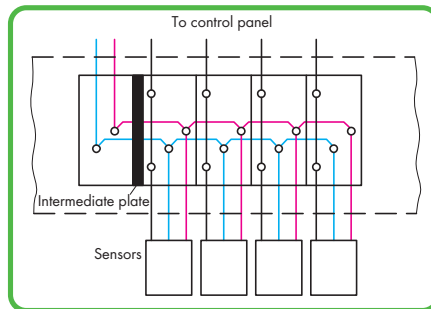 To control panel
Intermediate plate
Sensors